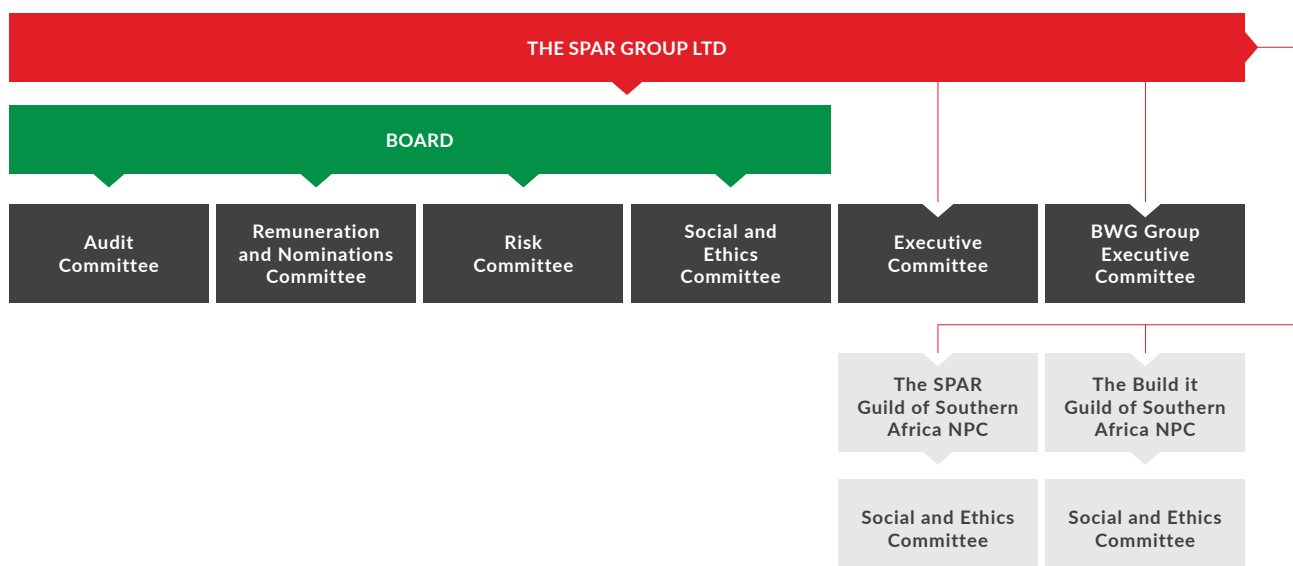 THE SPAR GROUP LTD
BOARD
Audit
Committee
Remuneration
and Nominations
Committee
Risk
Committee
Social and
Ethics
Committee
Executive
Committee
BWG Group
Executive
Committee
The SPAR
Guild of Southern
Africa NPC
The Build it
Guild of Southern
Africa NPC
Social and Ethics
Committee
Social and Ethics
Committee